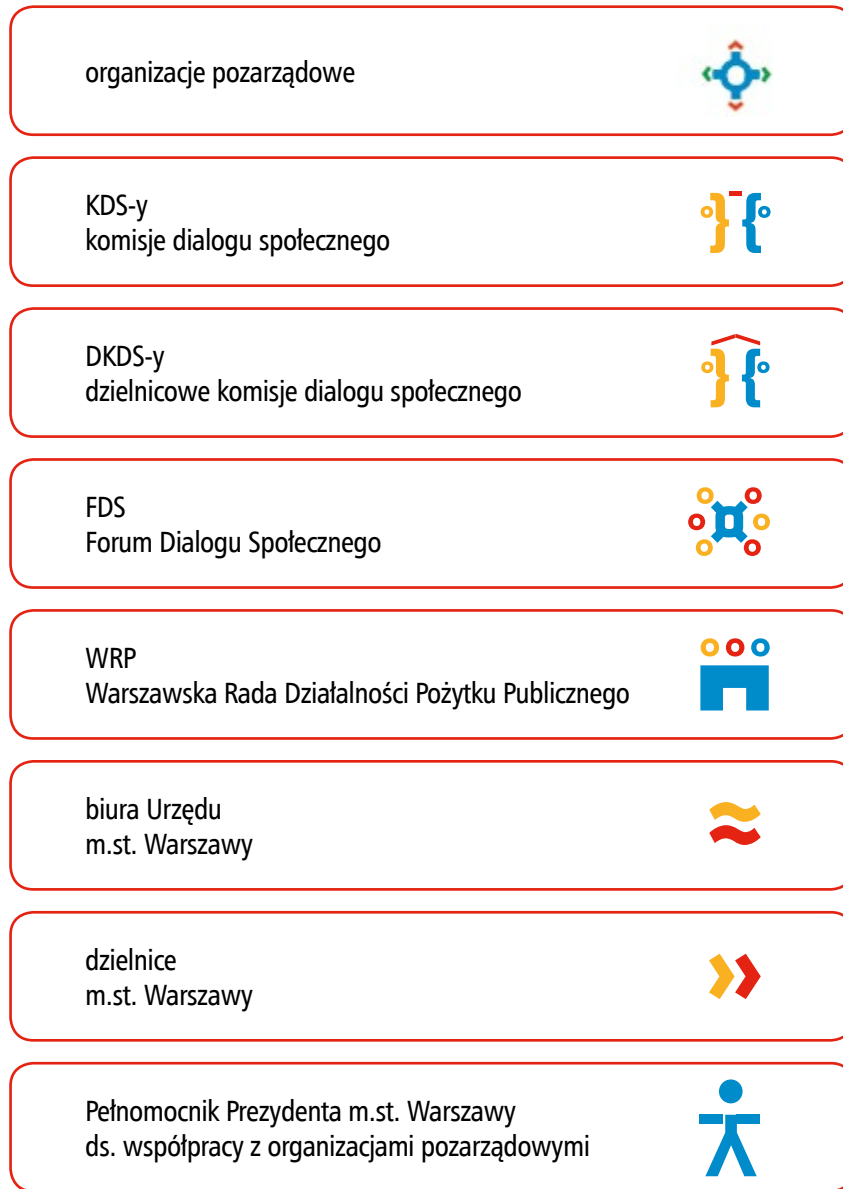 organizacje pozarządowe
KDS-y
komisje dialogu społecznego
DKDS-y
dzielnicowe komisje dialogu społecznego
FDS
Forum Dialogu Społecznego
WRP
Warszawska Rada Działalności Pożytku Publicznego
biura Urzędu
m.st. Warszawy
dzielnice
m.st. Warszawy
Pełnomocnik Prezydenta m.st. Warszawy
ds. współpracy z organizacjami pozarządowymi